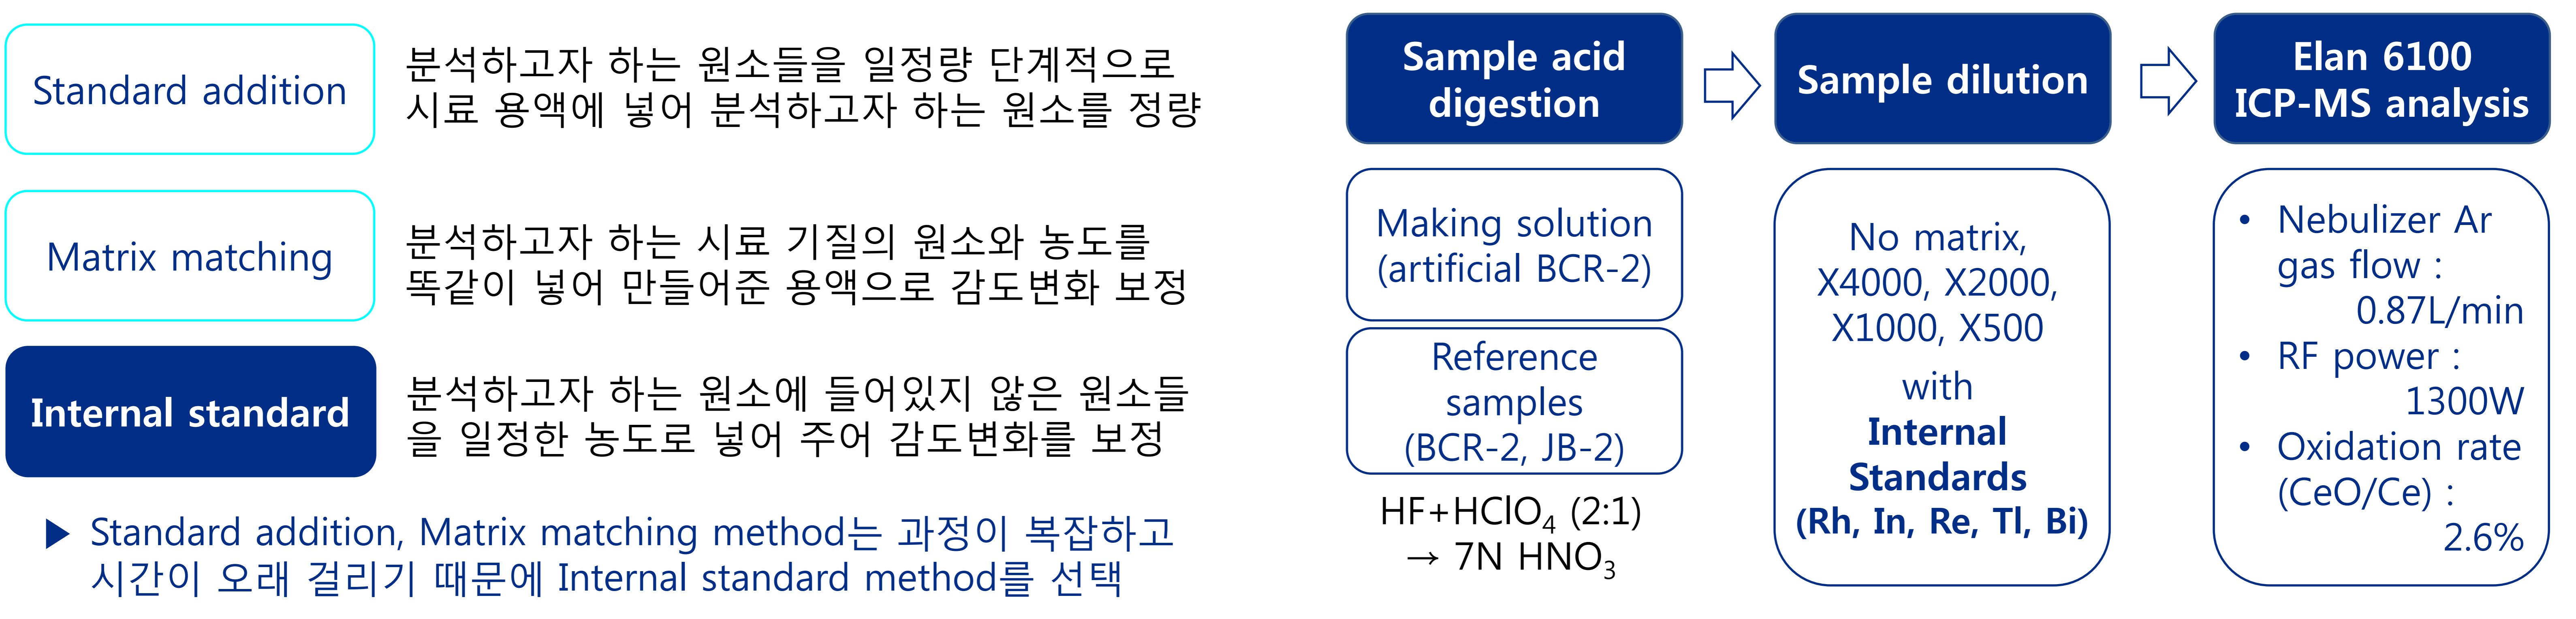 Standard addition
분석하고자 하는 원소들을 일정량 단계적으로
시료 용액에 넣어 분석하고자 하는 원소를 정량
Matrix matching
분석하고자 하는 시료 기질의 원소와 농도를
똑같이 넣어 만들어준 용액으로 감도변화 보정
Internal standard
분석하고자 하는 원소에 들어있지 않은 원소들
을 일정한 농도로 넣어 주어 감도변화를 보정
▶ Standard addition, Matrix matching method는 과정이 복잡하고
시간이 오래 걸리기 때문에 Internal standard method를 선택
Sample acid
digestion
Making solution
(artificial BCR-2)
Reference
samples
(BCR-2, JB-2)
HF+HClO₄ (2:1)
→ 7N HNO₃
Sample dilution
No matrix,
X4000, X2000,
X1000, X500
with
Internal
Standards
(Rh, In, Re, Tl, Bi)
Elan 6100
ICP-MS analysis
• Nebulizer Ar
gas flow :
0.87L/min
• RF power :
1300W
• Oxidation rate
(CeO/Ce) :
2.6%